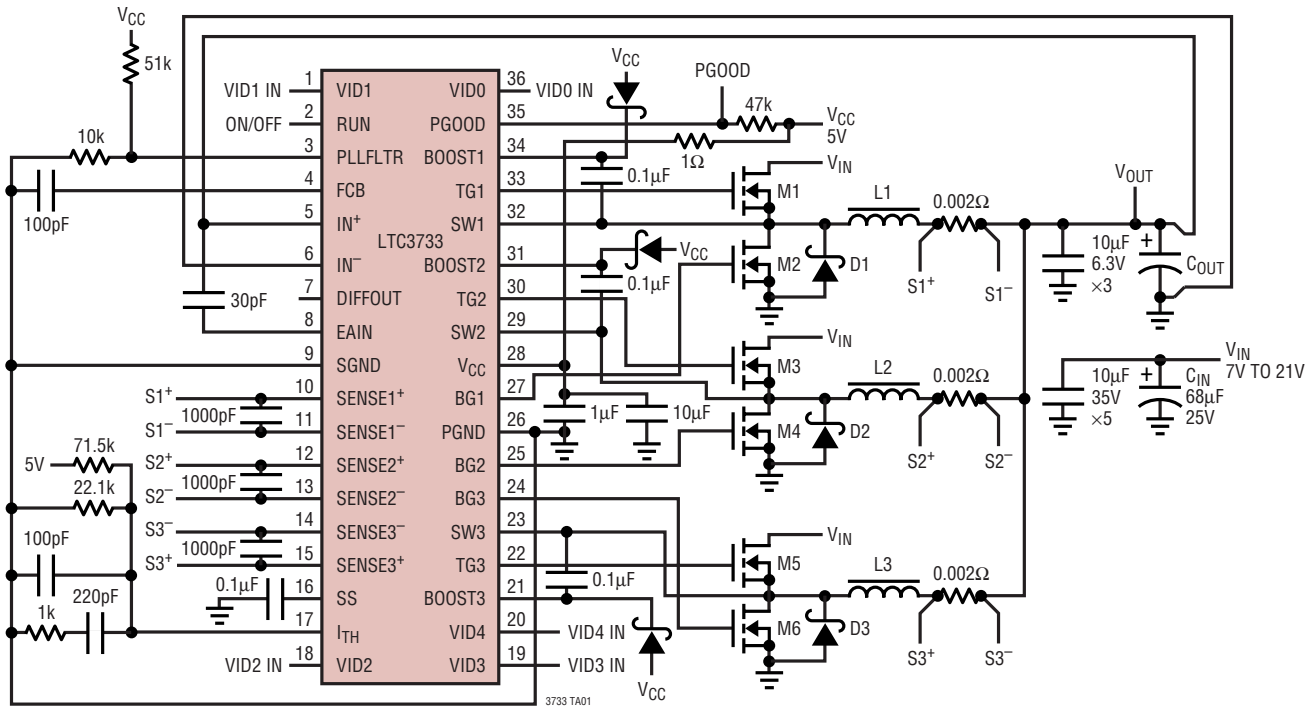 VCC
51k
10k
100pF
30pF
VID1 IN
ON/OFF
1 VID1
2 RUN
3 PLLFLTR
4 FCB
5 IN+
6 IN−
7 DIFFOUT
8 EAIN
9 SGND
10 SENSE1+
11 SENSE1−
12 SENSE2+
13 SENSE2−
14 SENSE3−
15 SENSE3+
16 SS
17 ITH
18 VID2
LTC3733
VID0 36
PGOOD 35
BOOST1 34
TG1 33
SW1 32
BOOST2 31
TG2 30
SW2 29
VCC 28
BG1 27
PGND 26
BG2 25
BG3 24
SW3 23
TG3 22
BOOST3 21
VID4 20
VID3 19
S1+
1000pF
S1−
S2+
1000pF
S2−
S3−
1000pF
S3+
5V
71.5k
22.1k
100pF
1k
220pF
0.1µF
VID2 IN
VID0 IN
VCC
PGOOD
47k
VCC
5V
1Ω
0.1µF
VCC
0.1µF
1µF
10µF
0.1µF
VID4 IN
VID3 IN
VCC
VIN
M1
M2
D1
L1
0.002Ω
S1+
S1−
VIN
M3
M4
D2
L2
0.002Ω
S2+
S2−
VIN
M5
M6
D3
L3
0.002Ω
S3+
S3−
VOUT
10µF
6.3V
×3
+
COUT
VIN
7V TO 21V
10µF
35V
×5
+
CIN
68µF
25V
3733 TA01